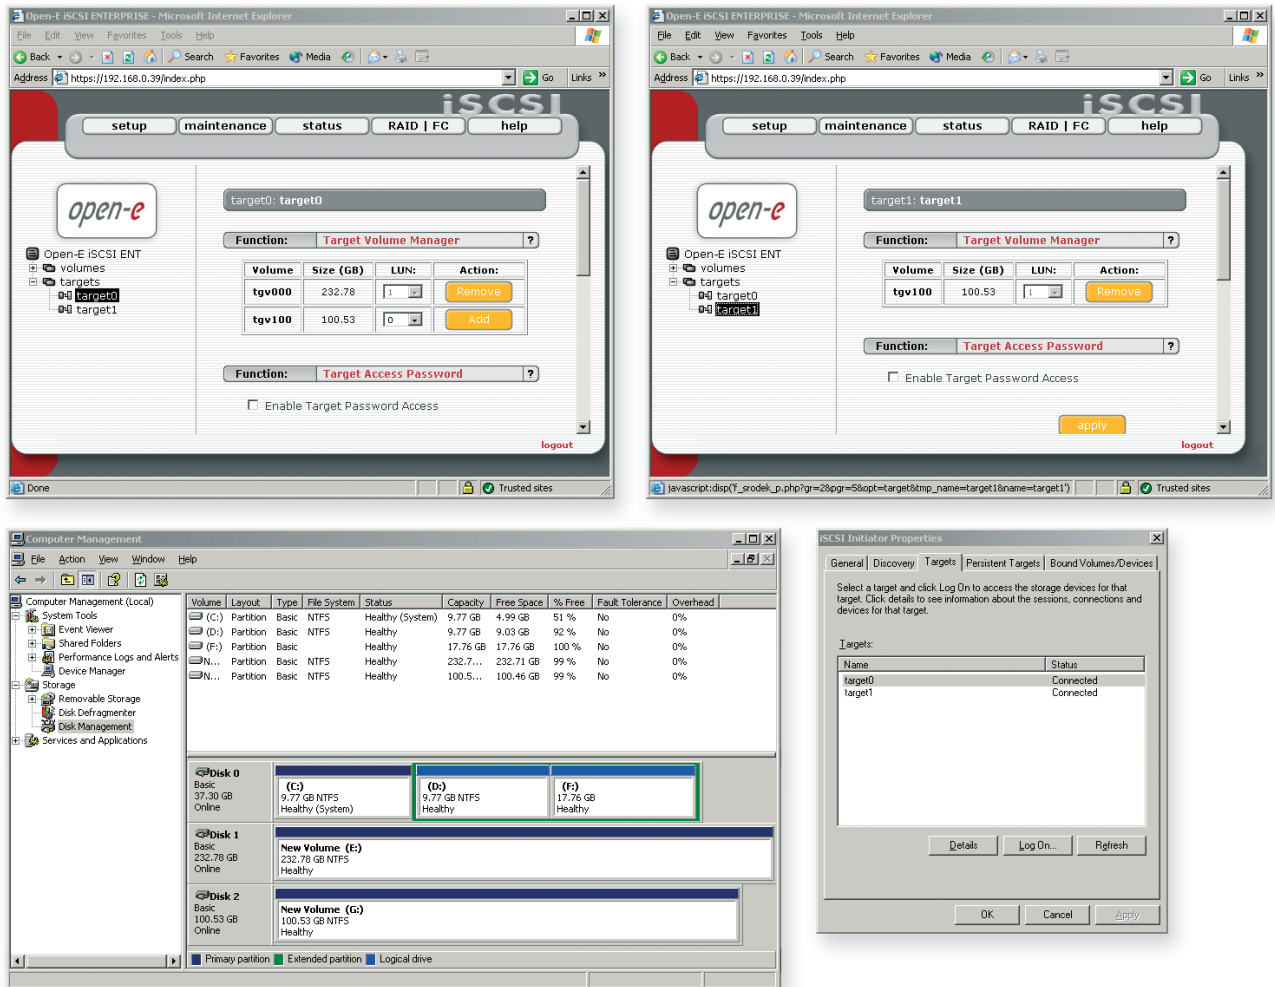 Open-E iSCSI ENTERPRISE - Microsoft Internet Explorer
File Edit View Favorites Tools Help
Back Search Favorites Media
Address https://192.168.0.39/index.php Go Links »
iSCSI
setup maintenance status RAID | FC help
open-e
target0: target0
Function: Target Volume Manager ?
Open-E iSCSI ENT
volumes
targets
target0
target1
Volume Size (GB) LUN: Action:
tgv000 232.78 1 Remove
tgv100 100.53 0 Add
Function: Target Access Password ?
Enable Target Password Access
logout
Done Trusted sites
Open-E iSCSI ENTERPRISE - Microsoft Internet Explorer
File Edit View Favorites Tools Help
Back Search Favorites Media
Address https://192.168.0.39/index.php Go Links »
iSCSI
setup maintenance status RAID | FC help
open-e
target1: target1
Function: Target Volume Manager ?
Open-E iSCSI ENT
volumes
targets
target0
target1
Volume Size (GB) LUN: Action:
tgv100 100.53 1 Remove
Function: Target Access Password ?
Enable Target Password Access
apply
logout
javascript:disp('f_srodek_p.php?gr=2&pgr=5&opt=target&tmp_name=target1&name=target1') Trusted sites
Computer Management
File Action View Window Help
Computer Management (Local)
System Tools
Event Viewer
Shared Folders
Performance Logs and Alerts
Device Manager
Storage
Removable Storage
Disk Defragmenter
Disk Management
Services and Applications
Volume Layout Type File System Status Capacity Free Space % Free Fault Tolerance Overhead
(C:) Partition Basic NTFS Healthy (System) 9.77 GB 4.99 GB 51 % No 0%
(D:) Partition Basic NTFS Healthy 9.77 GB 9.03 GB 92 % No 0%
(F:) Partition Basic Healthy 17.76 GB 17.76 GB 100 % No 0%
N... Partition Basic NTFS Healthy 232.7... 232.71 GB 99 % No 0%
N... Partition Basic NTFS Healthy 100.5... 100.46 GB 99 % No 0%
Disk 0
Basic
37.30 GB
Online
(C:)
9.77 GB NTFS
Healthy (System)
(D:)
9.77 GB NTFS
Healthy
(F:)
17.76 GB
Healthy
Disk 1
Basic
232.78 GB
Online
New Volume (E:)
232.78 GB NTFS
Healthy
Disk 2
Basic
100.53 GB
Online
New Volume (G:)
100.53 GB NTFS
Healthy
Primary partition Extended partition Logical drive
iSCSI Initiator Properties
General Discovery Targets Persistent Targets Bound Volumes/Devices
Select a target and click Log On to access the storage devices for that
target. Click details to see information about the sessions, connections and
devices for that target.
Targets:
Name Status
target0 Connected
target1 Connected
Details Log On... Refresh
OK Cancel Apply